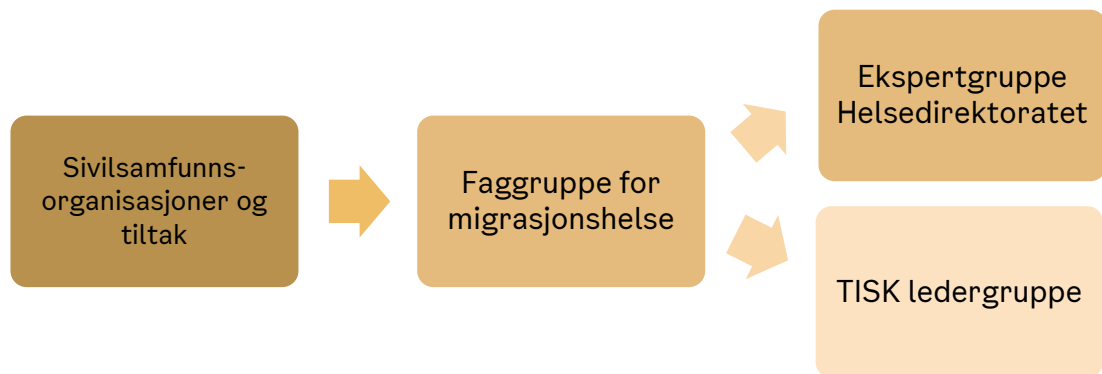 Sivilsamfunns-
organisasjoner og
tiltak
Faggruppe for
migrasjonshelse
Ekspertgruppe
Helsedirektoratet
TISK ledergruppe